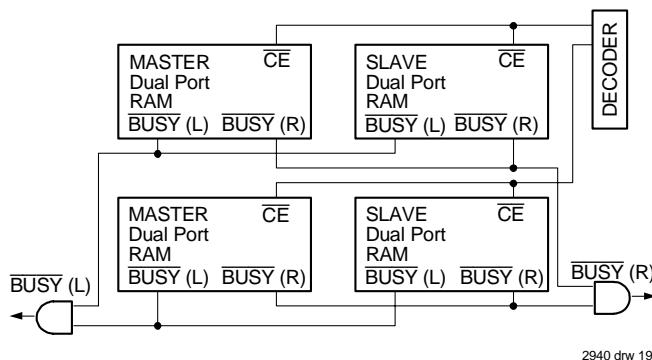 MASTER
Dual Port
RAM
CE
BUSY (L) BUSY (R)
SLAVE
Dual Port
RAM
CE
BUSY (L) BUSY (R)
DECODER
MASTER
Dual Port
RAM
CE
BUSY (L) BUSY (R)
SLAVE
Dual Port
RAM
CE
BUSY (L) BUSY (R)
BUSY (L)
BUSY (R)
2940 drw 19